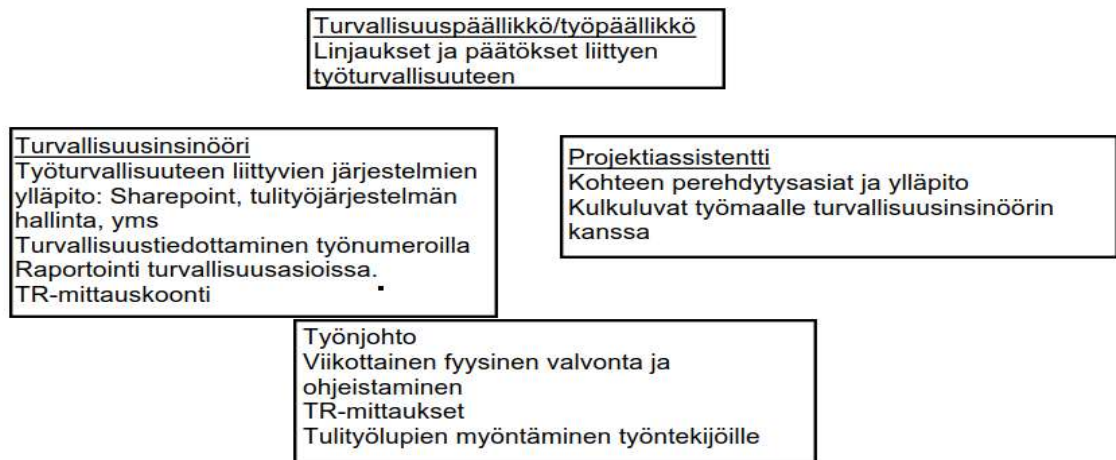 Turvallisuuspäällikkö/työpäällikkö
Linjaukset ja päätökset liittyen
työturvallisuuteen
Turvallisuusinsinööri
Työturvallisuuteen liittyvien järjestelmien
ylläpito: Sharepoint, tulityöjärjestelmän
hallinta, yms
Turvallisuustiedottaminen työnumeroilla
Raportointi turvallisuusasioissa.
TR-mittauskoonti
Projektiassistentti
Kohteen perehdytysasiat ja ylläpito
Kulkuluvat työmaalle turvallisuusinsinöörin
kanssa
Työnjohto
Viikottainen fyysinen valvonta ja
ohjeistaminen
TR-mittaukset
Tulityölupien myöntäminen työntekijöille